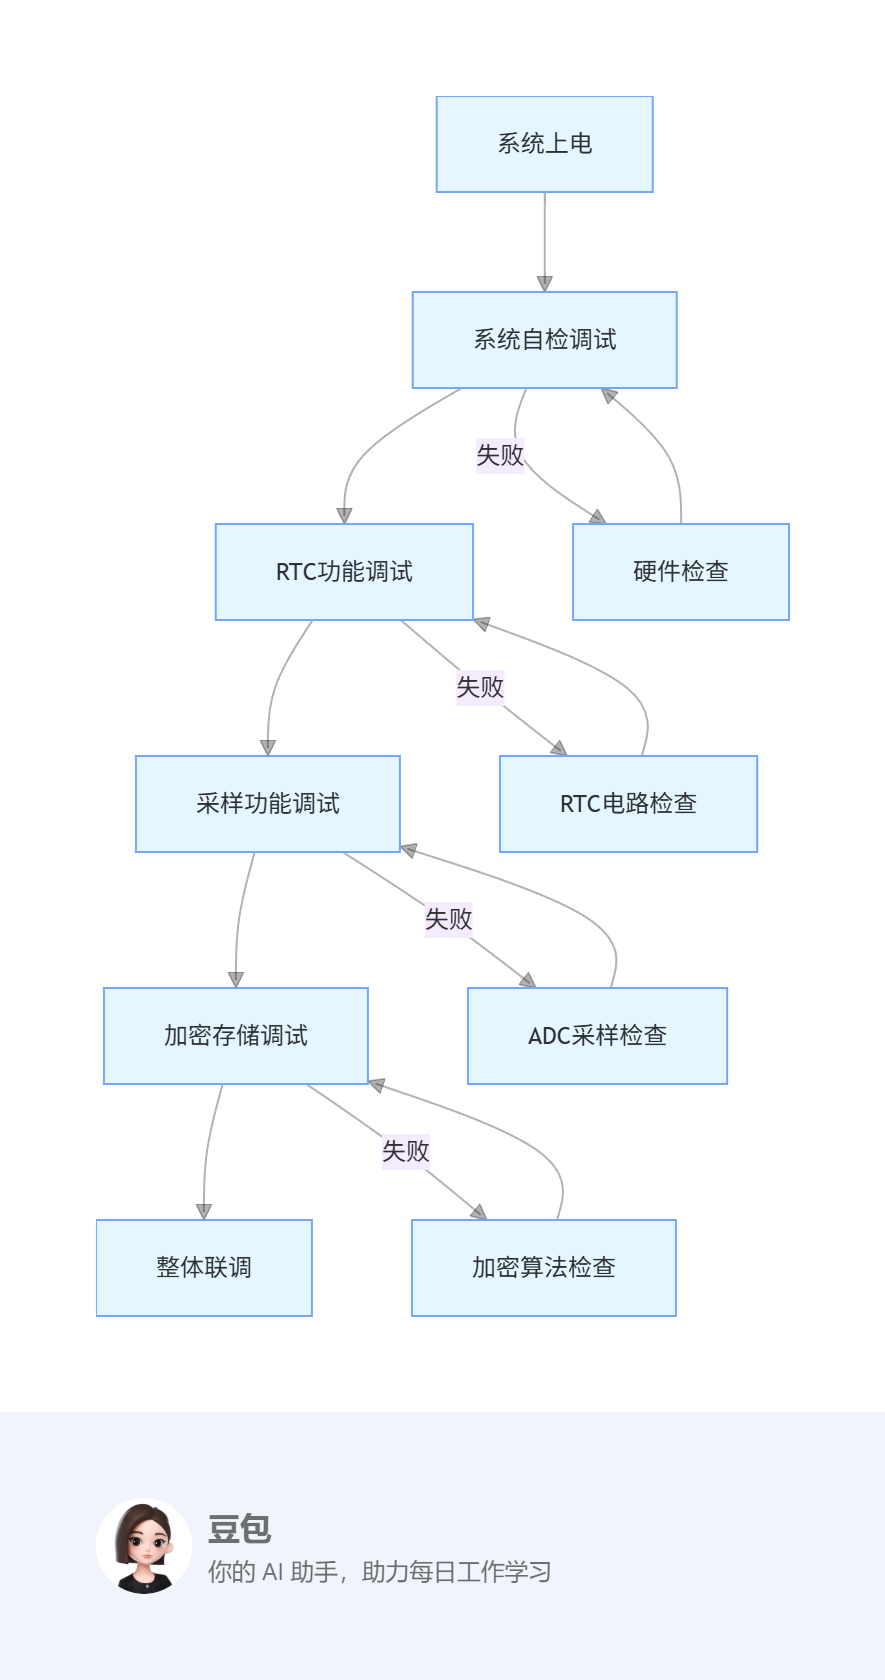 系统上电
系统自检调试
失败
RTC功能调试
硬件检查
失败
采样功能调试
RTC电路检查
失败
加密存储调试
ADC采样检查
失败
整体联调
加密算法检查
豆包
你的 AI 助手，助力每日工作学习